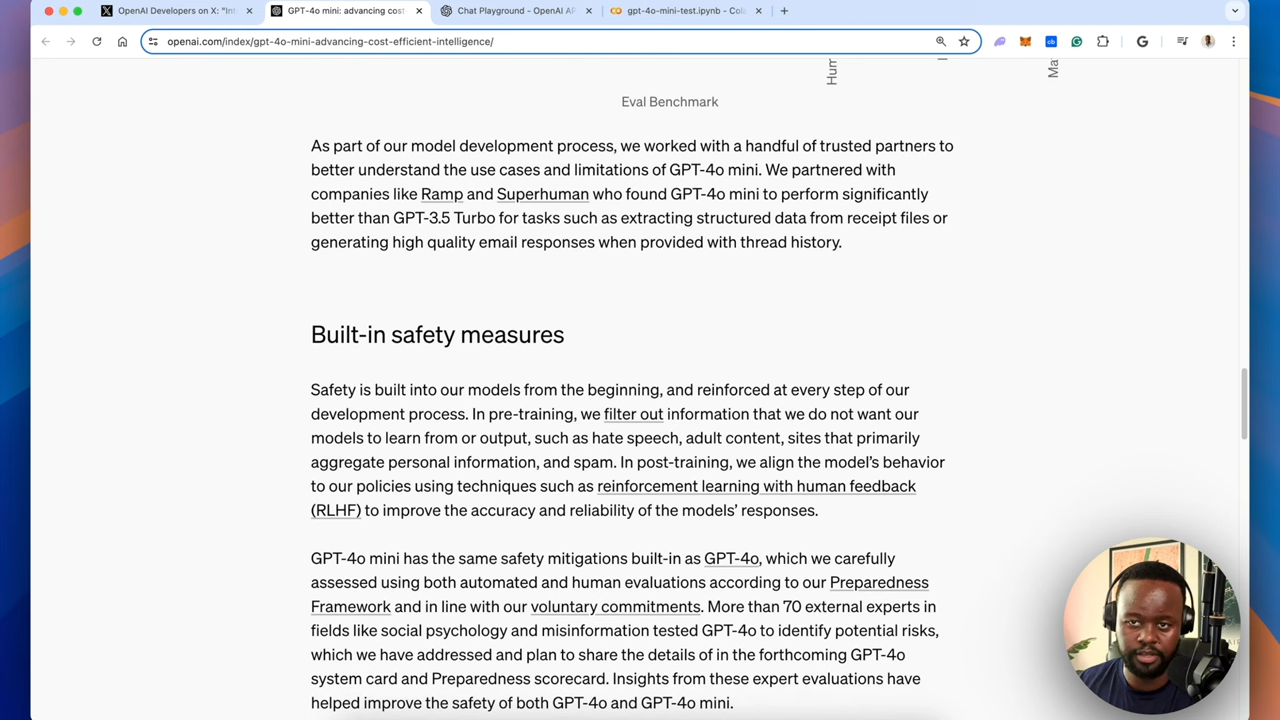 OpenAI Developers on X: "Int
GPT-4o mini: advancing cost
Chat Playground - OpenAI AP
gpt-4o-mini-test.ipynb - Cola
openai.com/index/gpt-4o-mini-advancing-cost-efficient-intelligence/
Hum
Ma
Eval Benchmark
As part of our model development process, we worked with a handful of trusted partners to
better understand the use cases and limitations of GPT-4o mini. We partnered with
companies like Ramp and Superhuman who found GPT-4o mini to perform significantly
better than GPT-3.5 Turbo for tasks such as extracting structured data from receipt files or
generating high quality email responses when provided with thread history.
Built-in safety measures
Safety is built into our models from the beginning, and reinforced at every step of our
development process. In pre-training, we filter out information that we do not want our
models to learn from or output, such as hate speech, adult content, sites that primarily
aggregate personal information, and spam. In post-training, we align the model’s behavior
to our policies using techniques such as reinforcement learning with human feedback
(RLHF) to improve the accuracy and reliability of the models’ responses.
GPT-4o mini has the same safety mitigations built-in as GPT-4o, which we carefully
assessed using both automated and human evaluations according to our Preparedness
Framework and in line with our voluntary commitments. More than 70 external experts in
fields like social psychology and misinformation tested GPT-4o to identify potential risks,
which we have addressed and plan to share the details of in the forthcoming GPT-4o
system card and Preparedness scorecard. Insights from these expert evaluations have
helped improve the safety of both GPT-4o and GPT-4o mini.